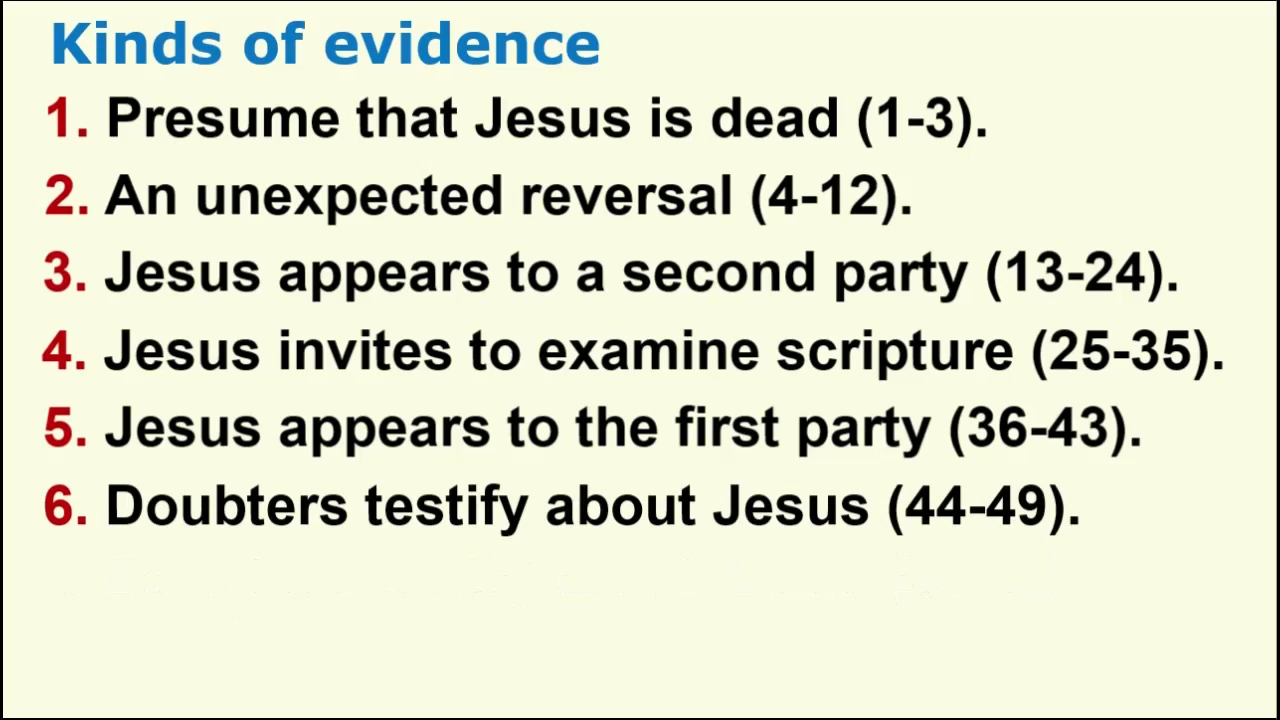 Kinds of evidence
1. Presume that Jesus is dead (1-3).
2. An unexpected reversal (4-12).
3. Jesus appears to a second party (13-24).
4. Jesus invites to examine scripture (25-35).
5. Jesus appears to the first party (36-43).
6. Doubters testify about Jesus (44-49).